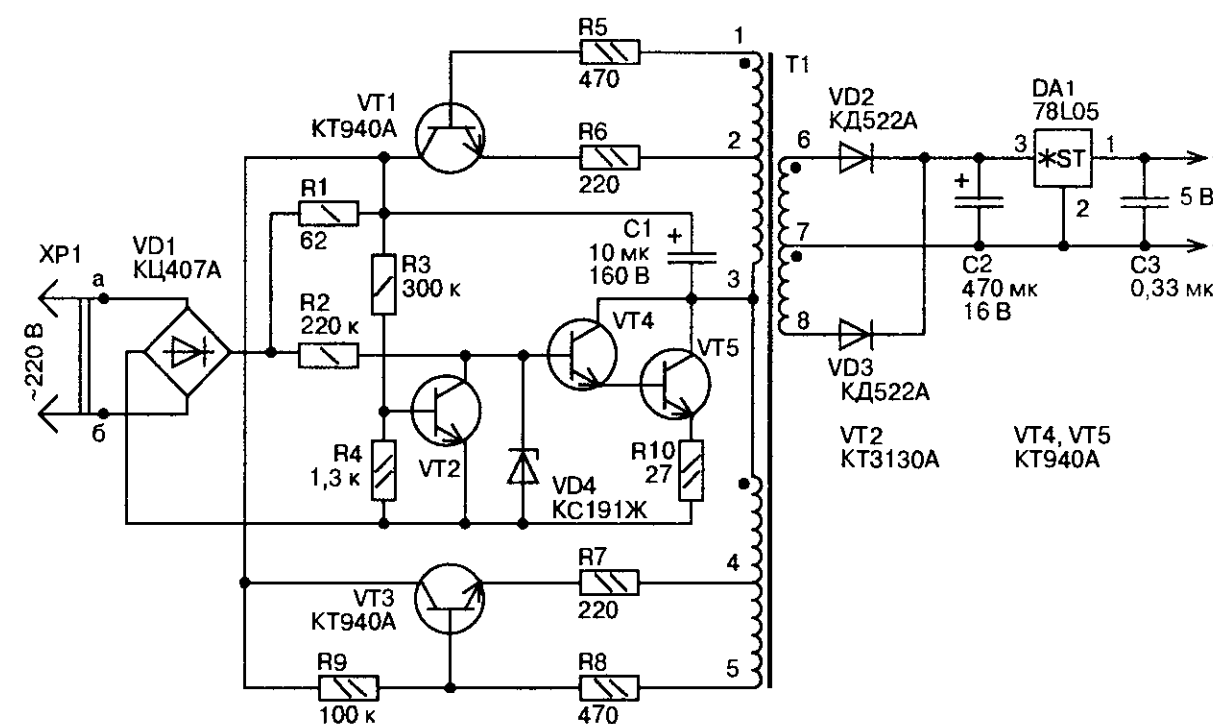 R5
470
1
T1
VT1
КТ940А
R6
220
2
VD2
КД522А
DA1
78L05
6
3
*ST
1
2
5 В
R1
62
C1
+
10 мк
160 В
+
7
C2
470 мк
16 В
C3
0,33 мк
XP1
а
VD1
КЦ407А
R3
300 к
3
R2
220 к
VT4
VT5
8
VD3
КД522А
~220 В
б
R4
1,3 к
VT2
VD4
КС191Ж
R10
27
VT2
КТ3130А
VT4, VT5
КТ940А
VT3
КТ940А
R7
220
4
R9
100 к
R8
470
5